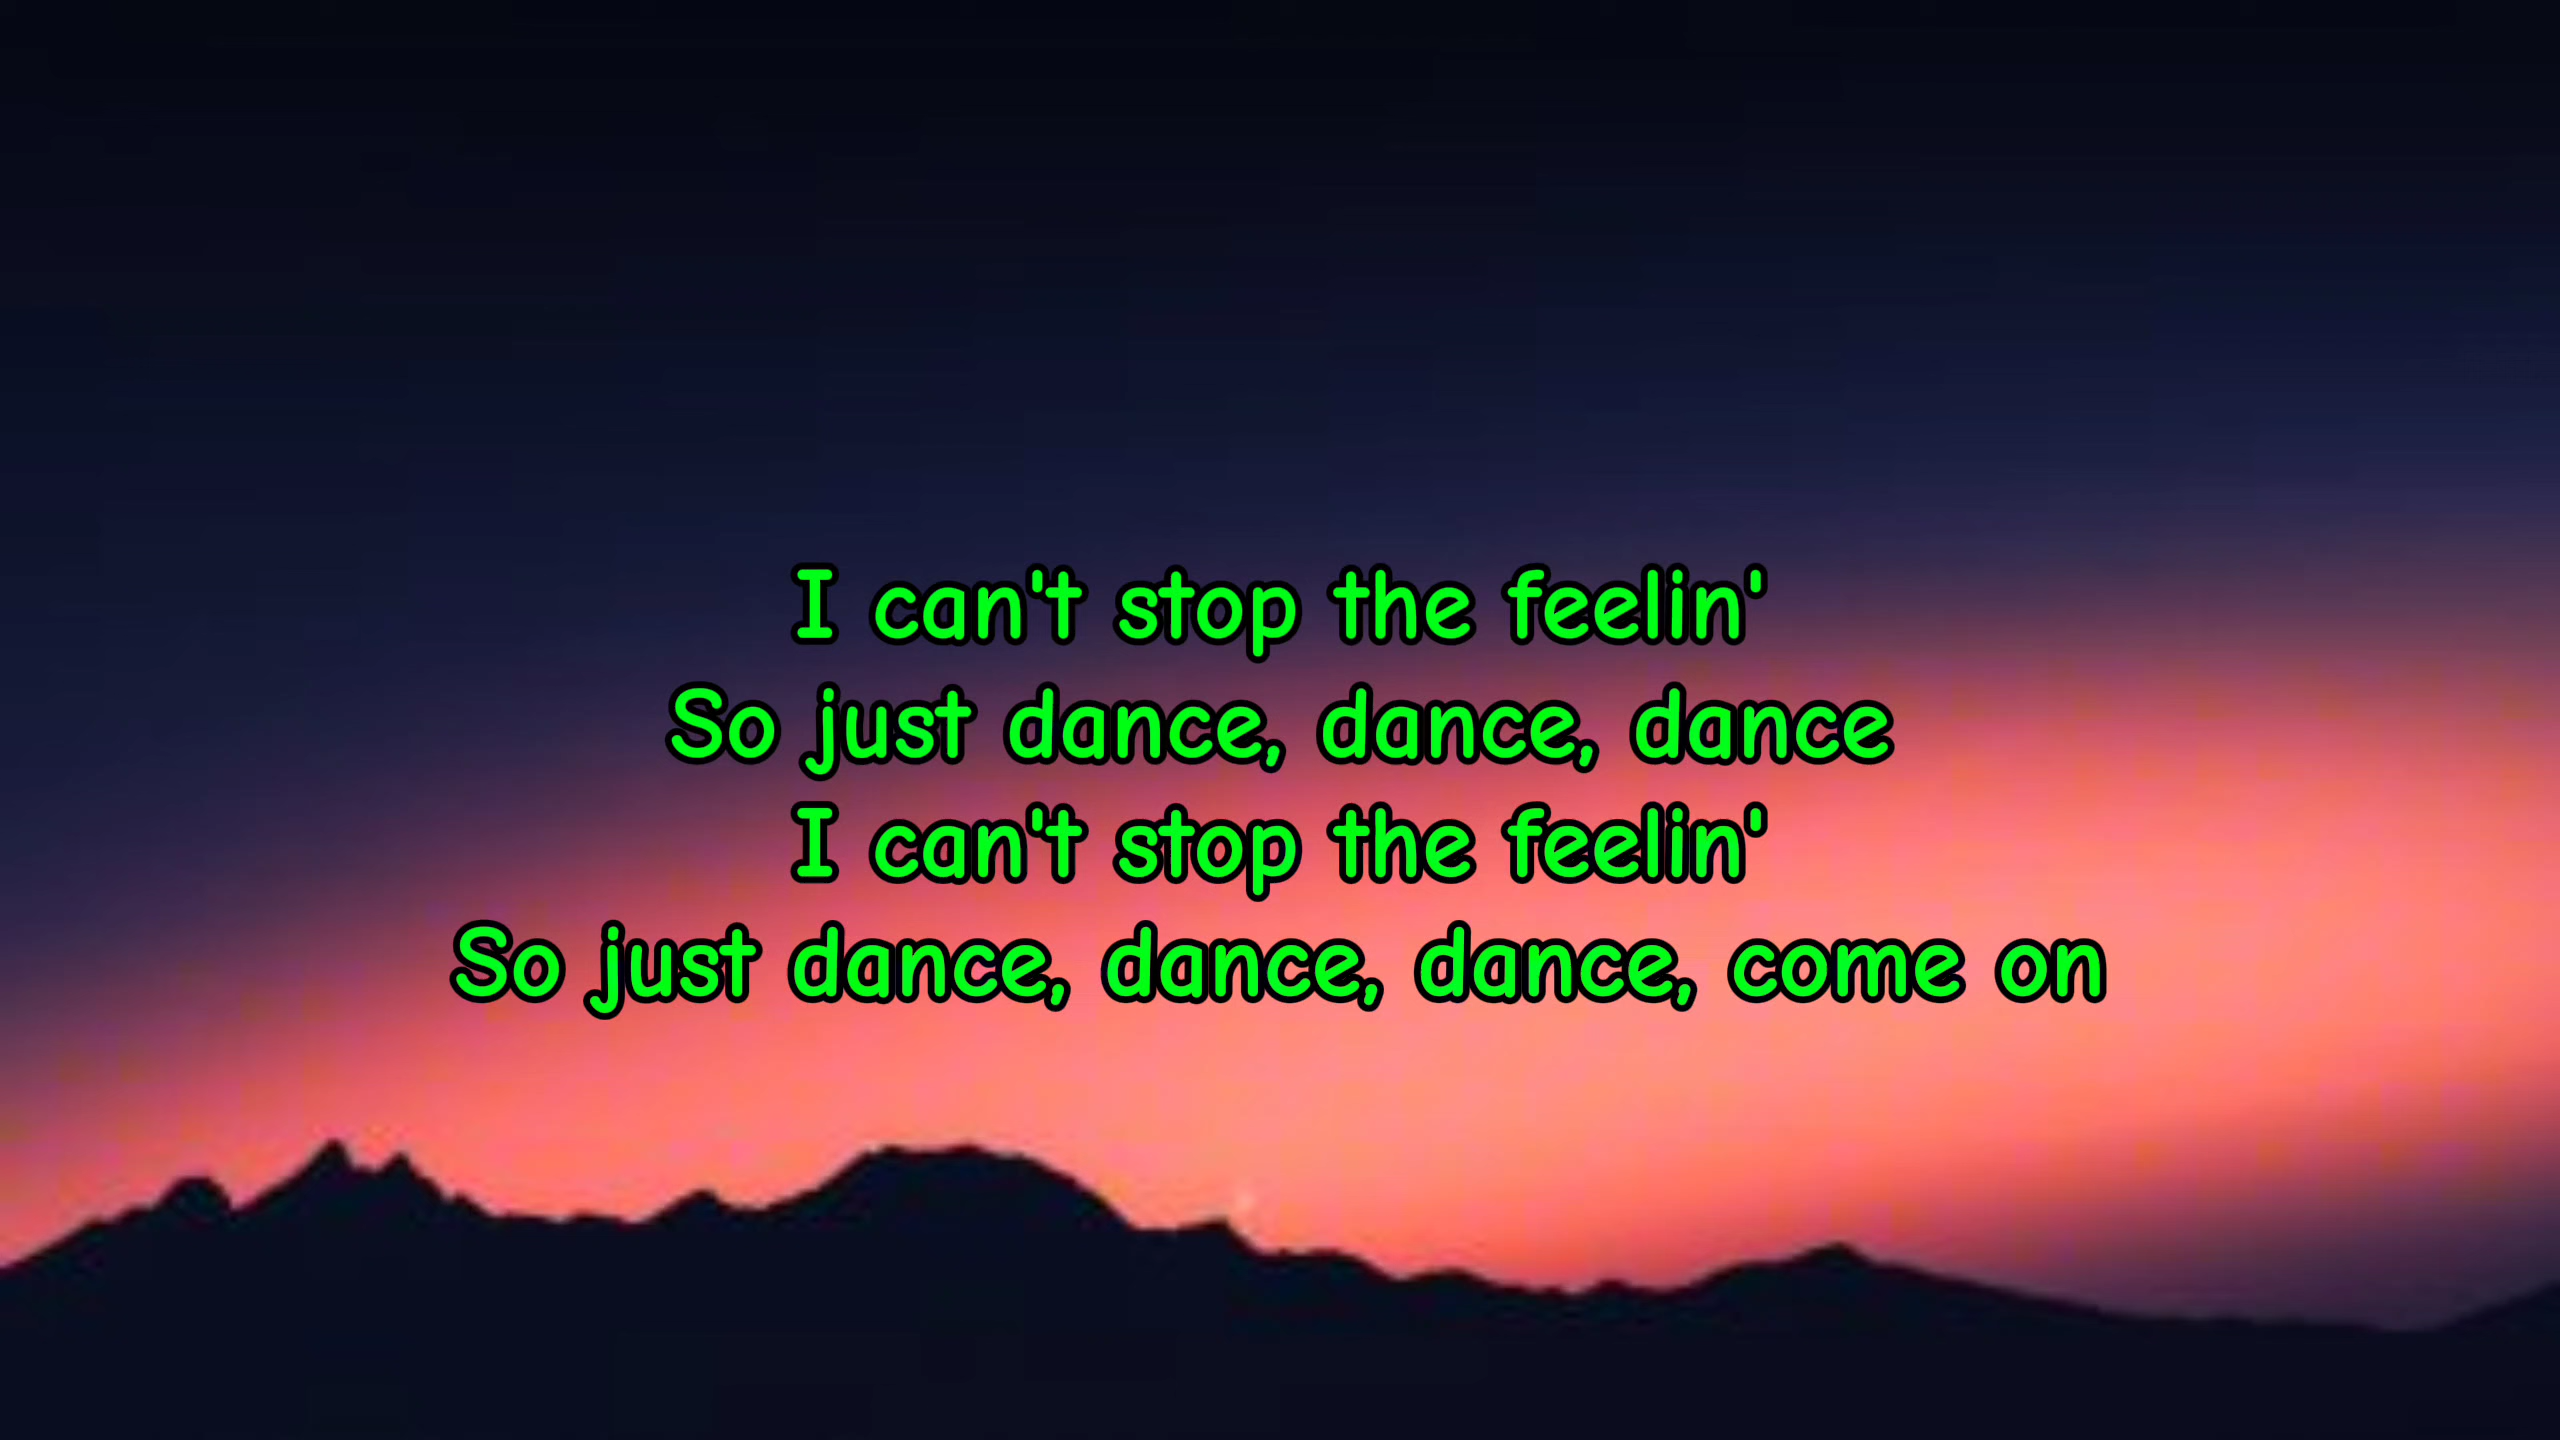 I can't stop the feelin'
So just dance, dance, dance
I can't stop the feelin'
So just dance, dance, dance, come on